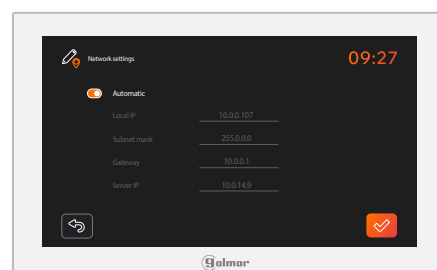 Network settings
09:27
Automatic
Local IP 10.0.0.107
Subnet mask 255.0.0.0
Gateway 10.0.0.1
Server IP 10.0.14.9
golmar